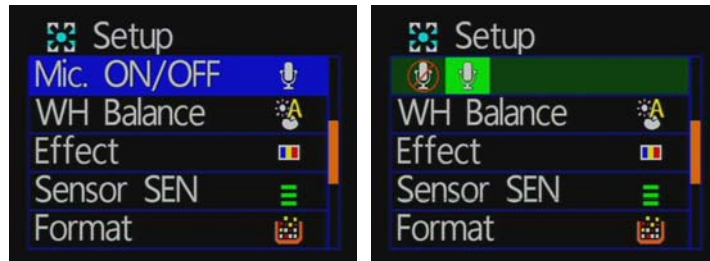 Setup
Mic. ON/OFF
WH Balance
A
Effect
Sensor SEN
Format
Setup
WH Balance
A
Effect
Sensor SEN
Format